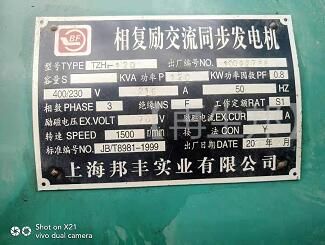 BF
相复励交流同步发电机
型号TYPE TZH-120 出厂编号N
容量S KVA 功率P 120 KW 功率因数PF 0.8
400/230 V 216 A 50 HZ
相数PHASE 3 绝缘INS 工作定额RAT S1
励磁电压EX.VOLT V 励磁电流EX.CUR A
转速SPEED 1500 r/min 接法CON Y
标准编号NO. JB/T8981-1999 出厂日期DATE 20 年 月
上海邦丰实业有限公司
SHOT ON X21
vivo dual camera